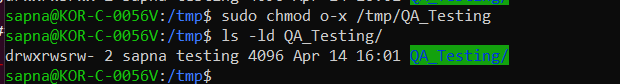 sapna@KOR-C-0056V:/tmp$ sudo chmod o-x /tmp/QA_Testing
sapna@KOR-C-0056V:/tmp$ ls -ld QA_Testing/
drwxrwsrw- 2 sapna testing 4096 Apr 14 16:01 QA_Testing/
sapna@KOR-C-0056V:/tmp$